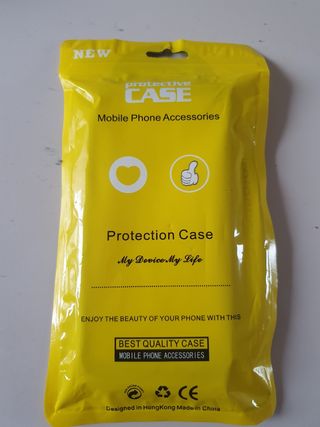 NEW
protective
CASE
Mobile Phone Accessories
Protection Case
My Device My Life
ENJOY THE BEAUTY OF YOUR PHONE WITH THIS
BEST QUALITY CASE
MOBILE PHONE ACCESSORIES
CE
Designed in HongKong Made in China